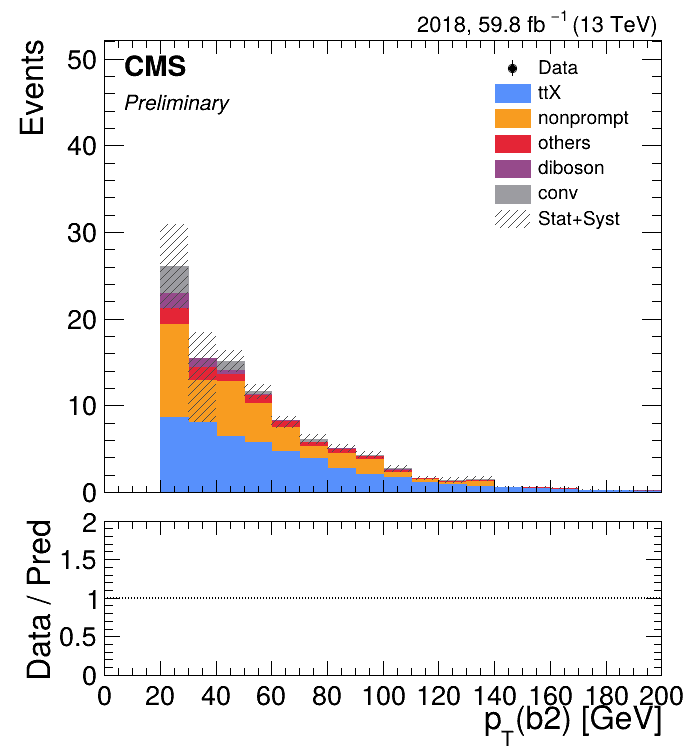 2018, 59.8 fb⁻¹ (13 TeV)
CMS
Preliminary
Events
50
40
30
20
10
0
Data
ttX
nonprompt
others
diboson
conv
Stat+Syst
Data / Pred
2
1.5
1
0.5
0
0 20 40 60 80 100 120 140 160 180 200
p_T(b2) [GeV]